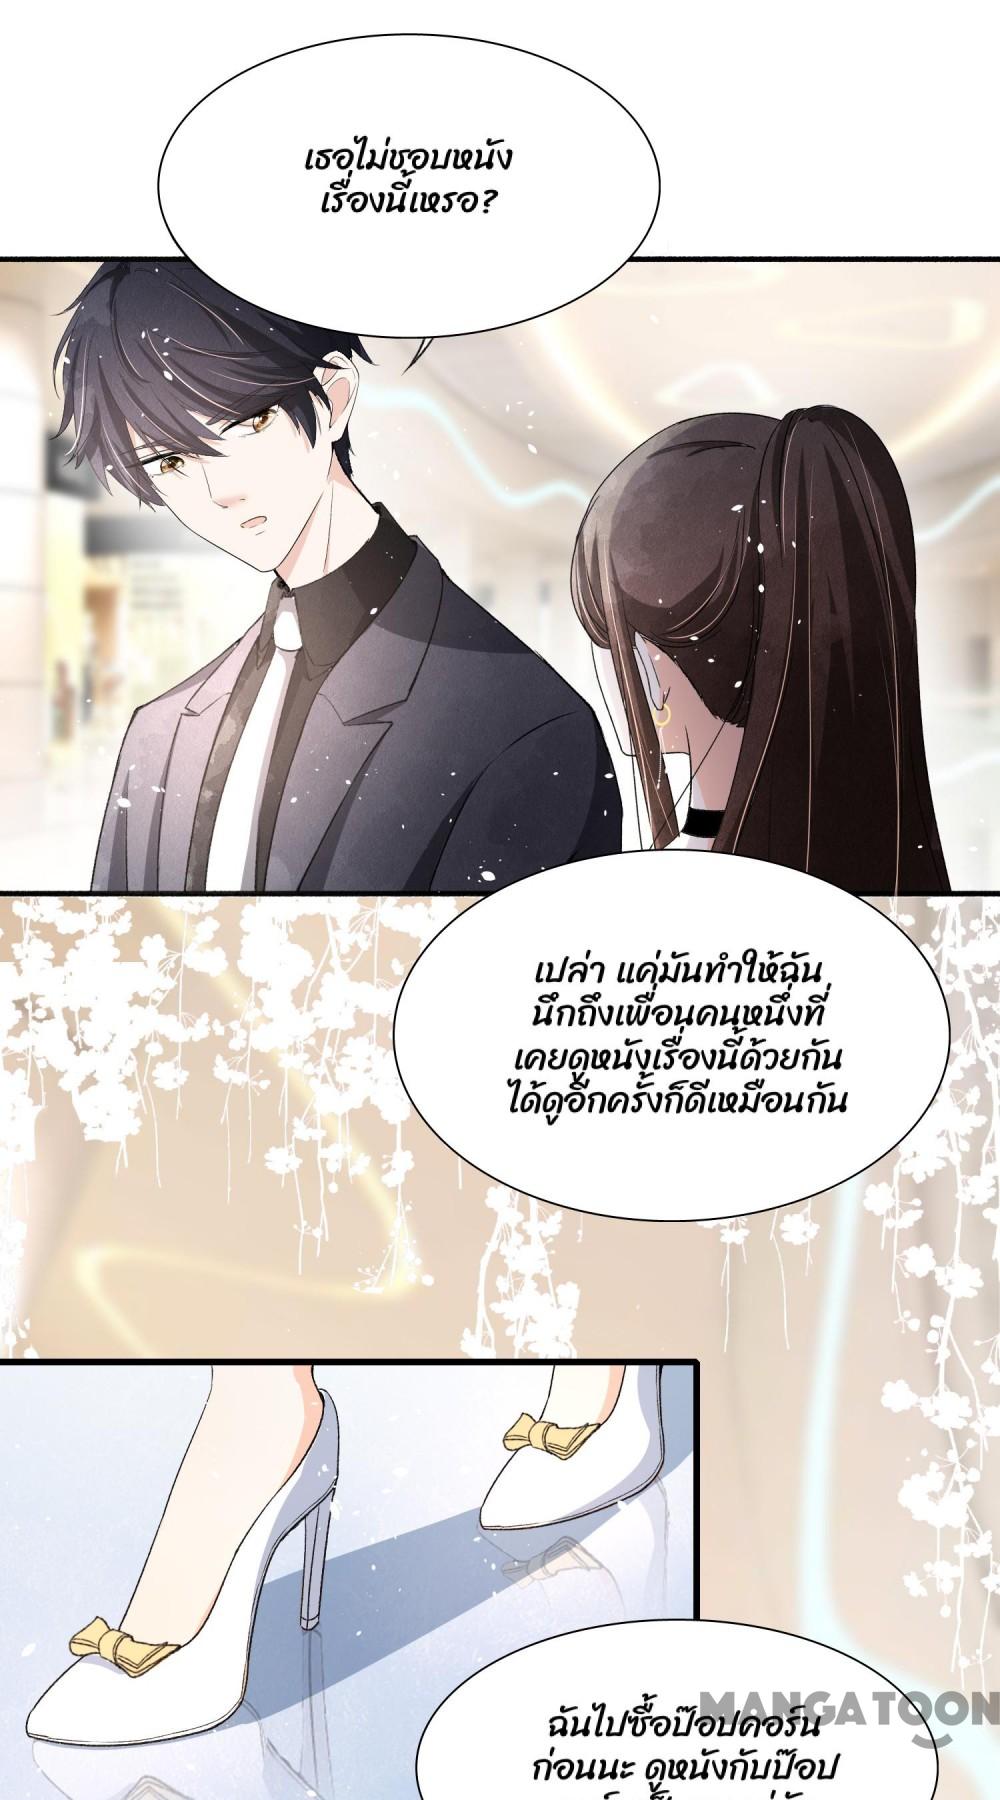 เธอไม่ชอบหนัง
เรื่องนี้เหรอ?
เปล่า แค่มันทำให้ฉัน
นึกถึงเพื่อนคนหนึ่งที่
เคยดูหนังเรื่องนี้ด้วยกัน
ได้ดูอีกครั้งก็ดีเหมือนกัน
MANGATOON
ฉันไปซื้อป๊อปคอร์น
ก่อนนะ ดูหนังกับป๊อป